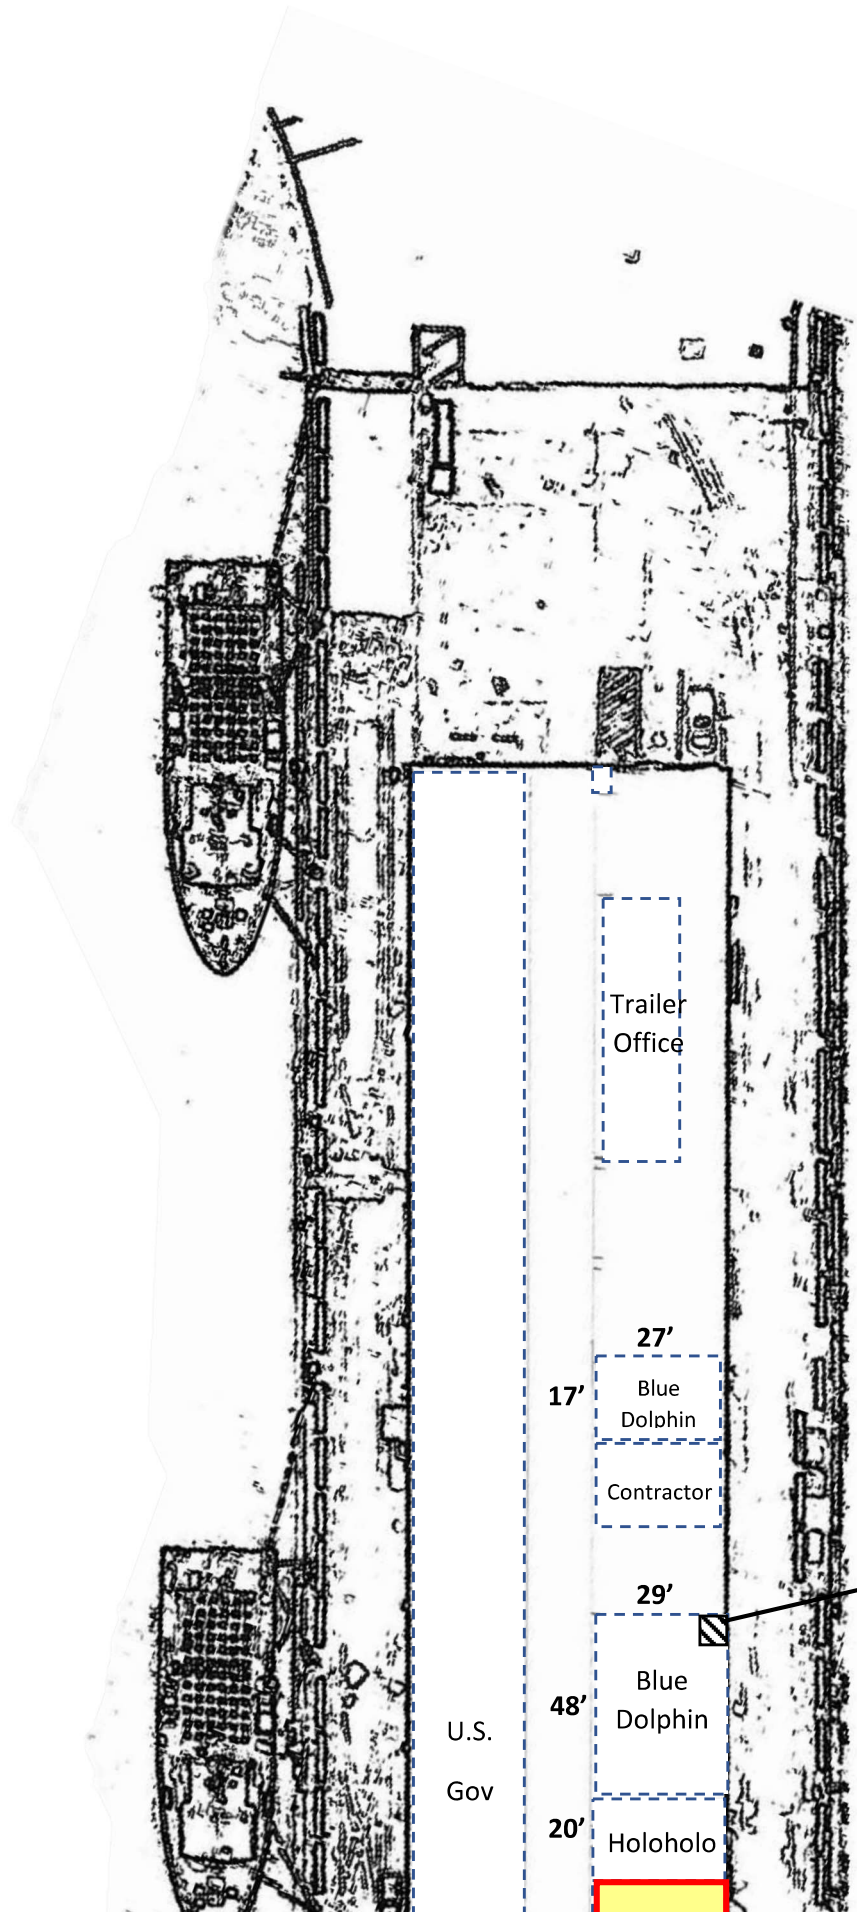 Trailer
Office
27’
17’
Blue
Dolphin
Contractor
29’
48’
Blue
Dolphin
U.S.
Gov
20’
Holoholo